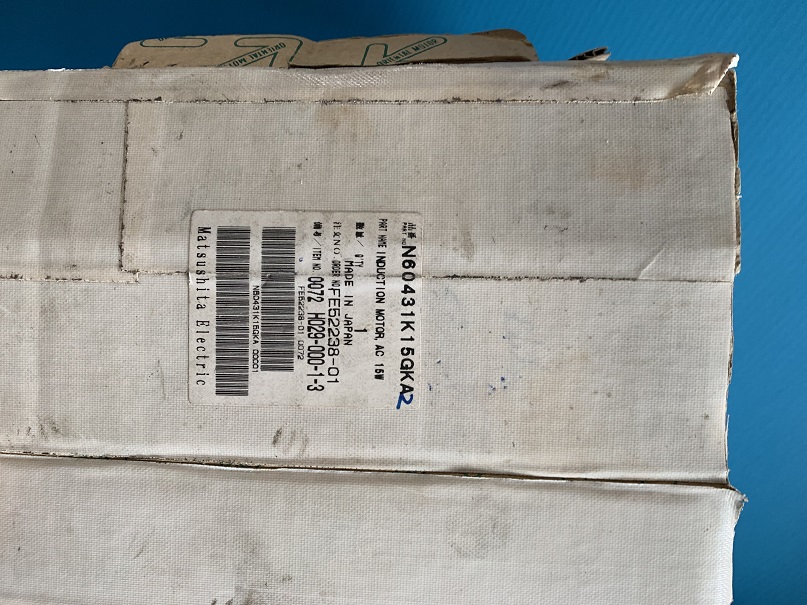 品番
PART NO. N60431K15GKA2
PART NAME INDUCTION MOTOR, AC 15W
数量/QTY 1
MADE IN JAPAN
注文NO. ORDER NO. FE52238-01
備考/ITEM NO. 0072 H029-000-1-3
FE52238-01 0072
N60431K15GKA 00001
Matsushita Electric
ORIENTAL MOTOR